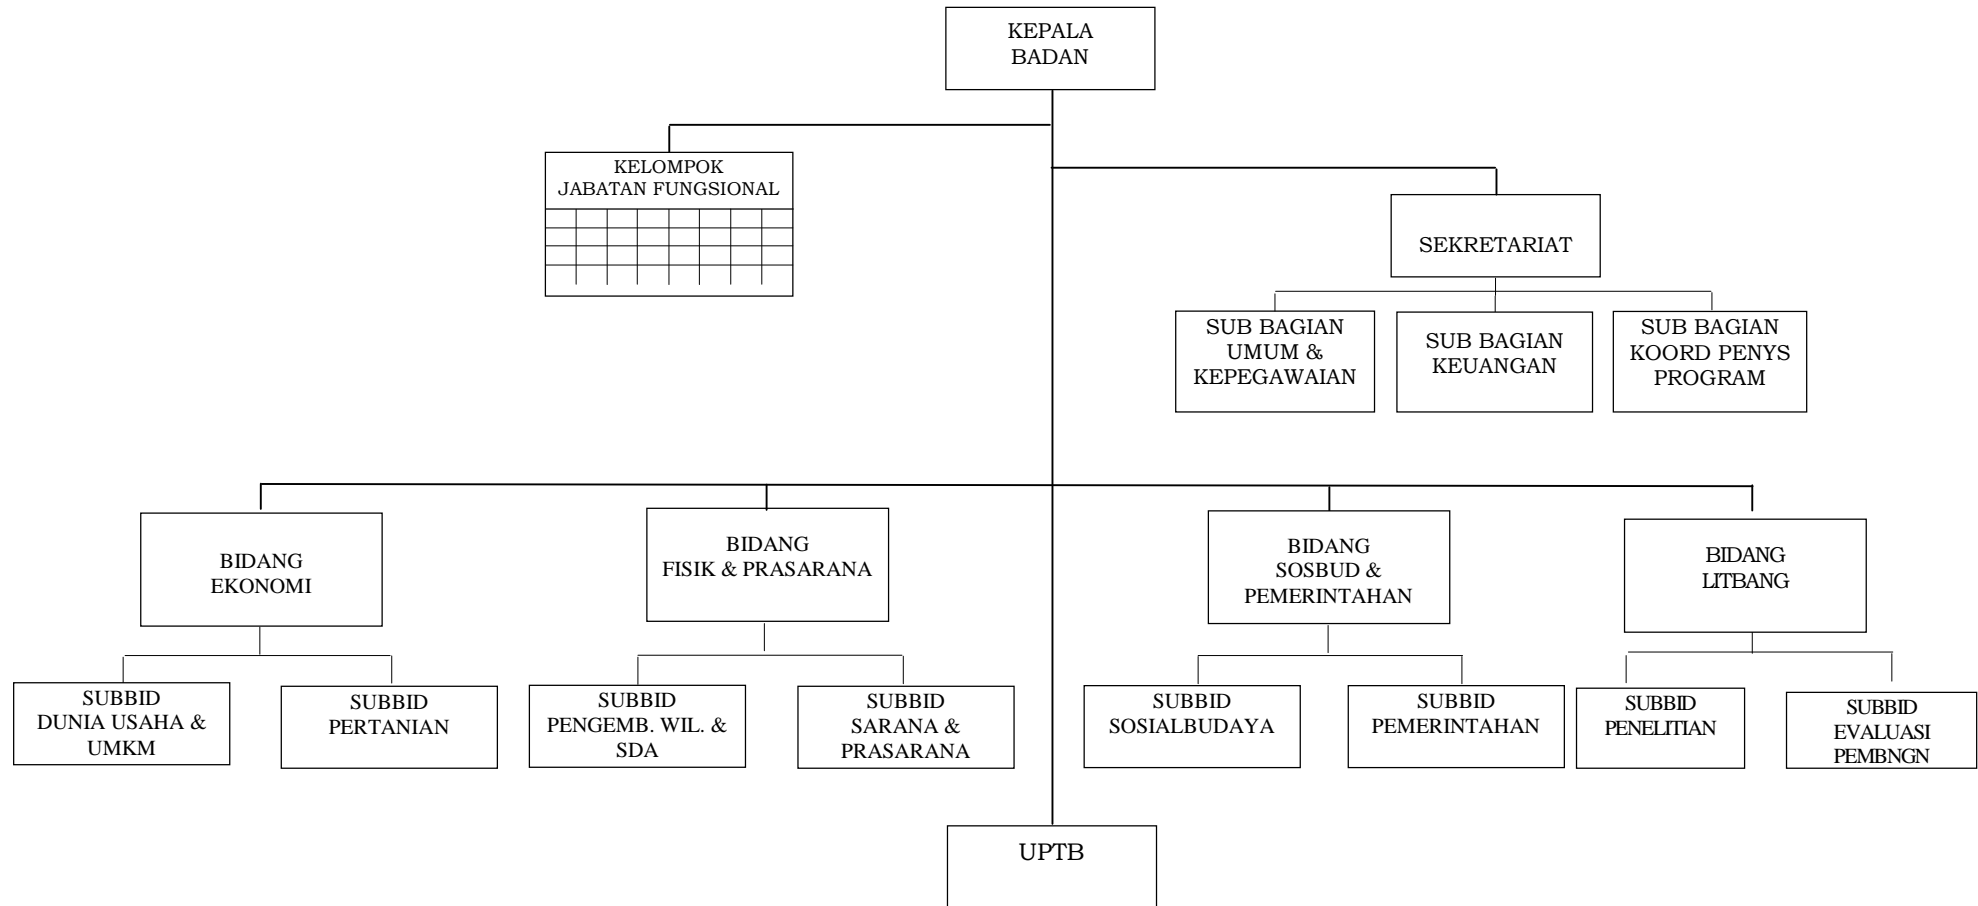 KEPALA
BADAN
KELOMPOK
JABATAN FUNGSIONAL
SEKRETARIAT
SUB BAGIAN
UMUM &
KEPEGAWAIAN
SUB BAGIAN
KEUANGAN
SUB BAGIAN
KOORD PENYS
PROGRAM
BIDANG
EKONOMI
BIDANG
FISIK & PRASARANA
BIDANG
SOSBUD &
PEMERINTAHAN
BIDANG
LITBANG
SUBBID
DUNIA USAHA &
UMKM
SUBBID
PERTANIAN
SUBBID
PENGEMB. WIL. &
SDA
SUBBID
SARANA &
PRASARANA
SUBBID
SOSIALBUDAYA
SUBBID
PEMERINTAHAN
SUBBID
PENELITIAN
SUBBID
EVALUASI
PEMBNGN
UPTB